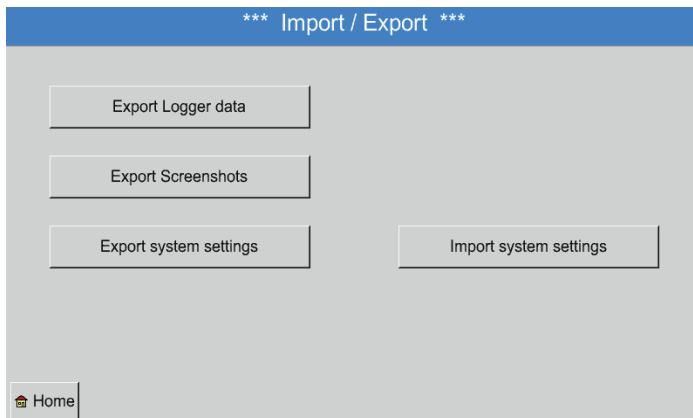 *** Import / Export ***
Export Logger data
Export Screenshots
Export system settings
Import system settings
Home